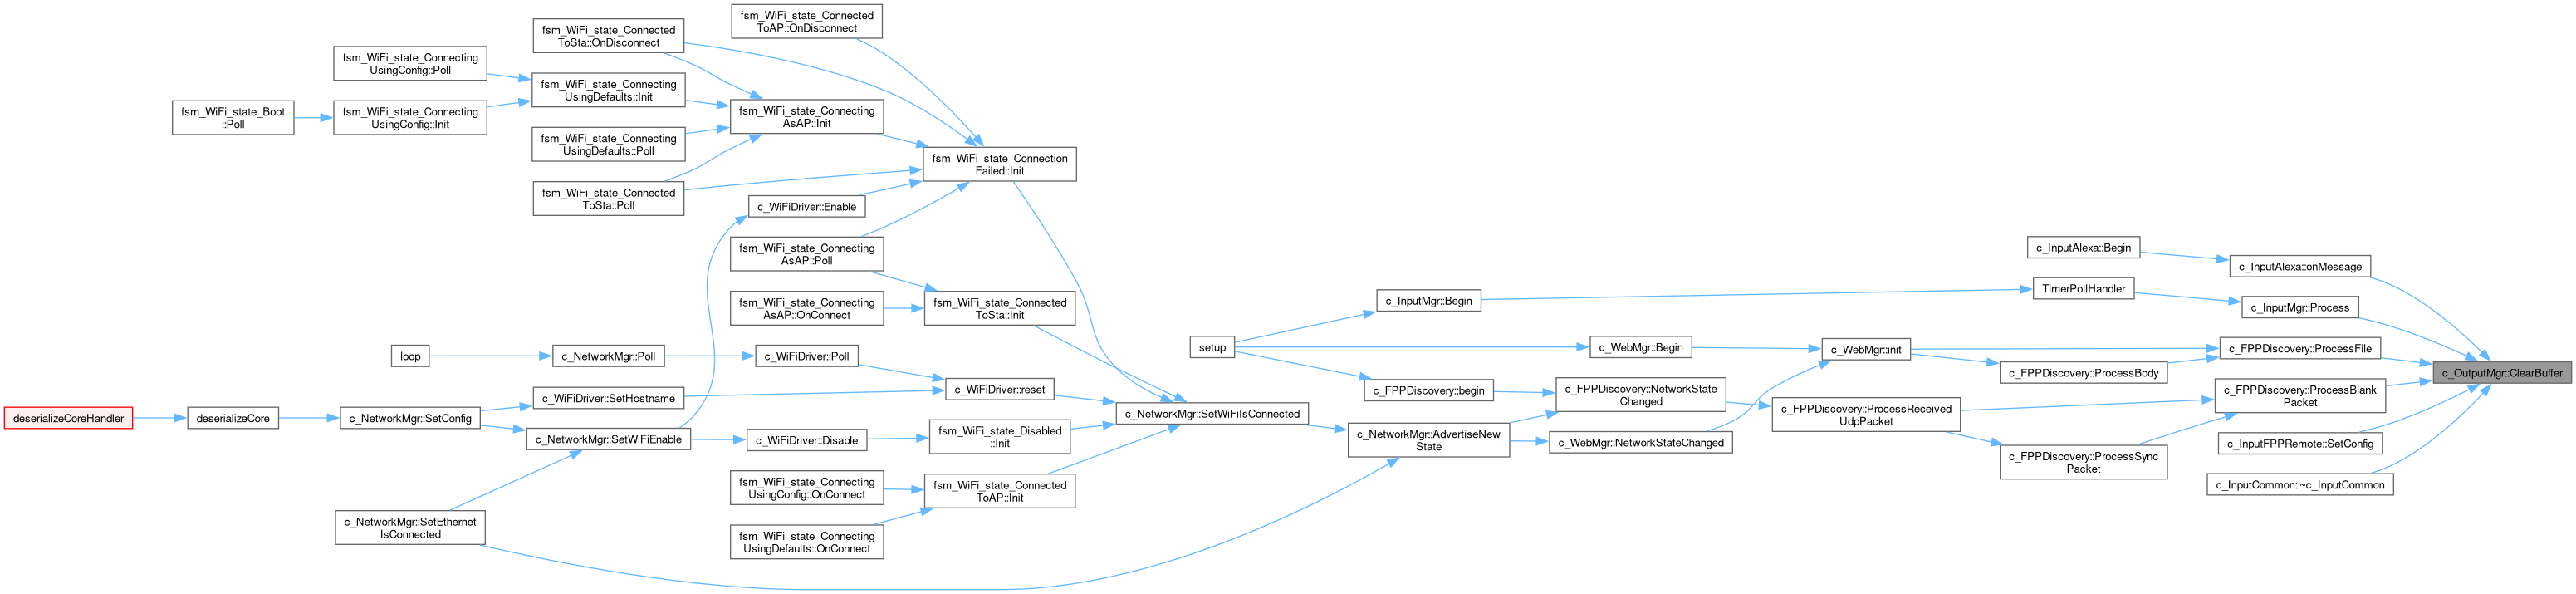 fsm_WiFi_state_Connected
ToAP::OnDisconnect
fsm_WiFi_state_Connected
ToSta::OnDisconnect
fsm_WiFi_state_Connecting
UsingConfig::Poll
fsm_WiFi_state_Connecting
UsingDefaults::Init
fsm_WiFi_state_Boot
::Poll
fsm_WiFi_state_Connecting
UsingConfig::Init
fsm_WiFi_state_Connecting
AsAP::Init
fsm_WiFi_state_Connecting
UsingDefaults::Poll
fsm_WiFi_state_Connection
Failed::Init
fsm_WiFi_state_Connected
ToSta::Poll
c_WiFiDriver::Enable
fsm_WiFi_state_Connecting
AsAP::Poll
c_InputAlexa::Begin
c_InputAlexa::onMessage
fsm_WiFi_state_Connecting
AsAP::OnConnect
fsm_WiFi_state_Connected
ToSta::Init
c_InputMgr::Begin
TimerPollHandler
c_InputMgr::Process
loop
c_NetworkMgr::Poll
c_WiFiDriver::Poll
setup
c_WebMgr::Begin
c_WebMgr::init
c_FPPDiscovery::ProcessFile
c_FPPDiscovery::ProcessBody
c_OutputMgr::ClearBuffer
c_WiFiDriver::SetHostname
c_WiFiDriver::reset
c_FPPDiscovery::begin
c_FPPDiscovery::NetworkState
Changed
c_FPPDiscovery::ProcessBlank
Packet
deserializeCoreHandler
deserializeCore
c_NetworkMgr::SetConfig
c_NetworkMgr::SetWiFiIsConnected
c_FPPDiscovery::ProcessReceived
UdpPacket
c_NetworkMgr::SetWiFiEnable
c_WiFiDriver::Disable
fsm_WiFi_state_Disabled
::Init
c_NetworkMgr::AdvertiseNew
State
c_WebMgr::NetworkStateChanged
c_InputFPPRemote::SetConfig
c_FPPDiscovery::ProcessSync
Packet
c_InputCommon::~c_InputCommon
fsm_WiFi_state_Connecting
UsingConfig::OnConnect
fsm_WiFi_state_Connected
ToAP::Init
c_NetworkMgr::SetEthernet
IsConnected
fsm_WiFi_state_Connecting
UsingDefaults::OnConnect